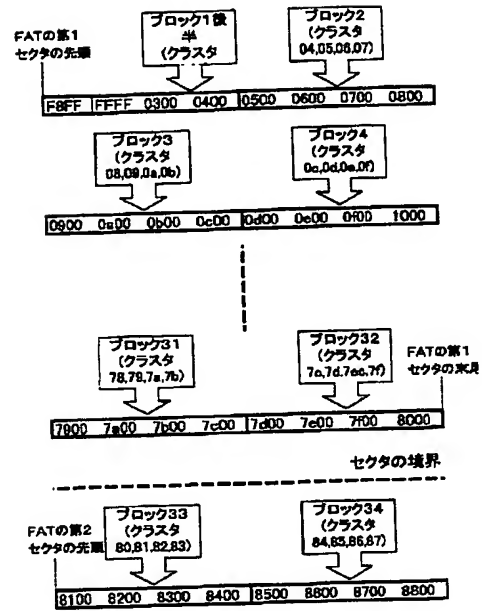 FATの第1
セクタの先頭
ブロック1後
半
(クラスタ
ブロック2
(クラスタ
04,05,06,07)
F8FF FFFF 0300 0400 0500 0600 0700 0800
ブロック3
(クラスタ
08,09,0a,0b)
ブロック4
(クラスタ
0c,0d,0e,0f)
0900 0a00 0b00 0c00 0d00 0e00 0f00 1000
ブロック31
(クラスタ
78,79,7a,7b)
ブロック32
(クラスタ
7c,7d,7ec,7f)
FATの第1
セクタの末尾
7900 7a00 7b00 7c00 7d00 7e00 7f00 8000
セクタの境界
FATの第2
セクタの先頭
ブロック33
(クラスタ
80,81,82,83)
ブロック34
(クラスタ
84,85,86,87)
8100 8200 8300 8400 8500 8600 8700 8800